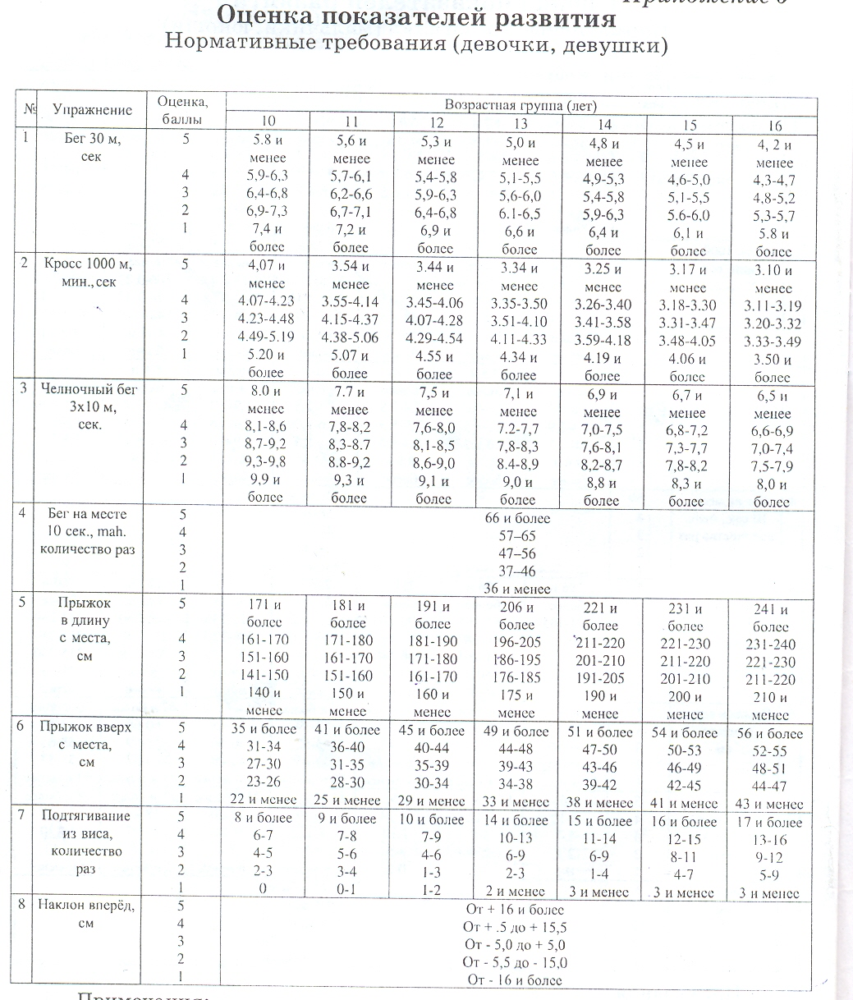 Приложение 6
Оценка показателей развития
Нормативные требования (девочки, девушки)
№ Упражнение Оценка, баллы Возрастная группа (лет)
10 11 12 13 14 15 16
1 Бег 30 м, 5 5.8 и 5,6 и 5,3 и 5,0 и 4,8 и 4,5 и 4, 2 и
сек менее менее менее менее менее менее менее
4 5,9-6,3 5,7-6,1 5,4-5,8 5,1-5,5 4,9-5,3 4,6-5,0 4,3-4,7
3 6,4-6,8 6,2-6,6 5,9-6,3 5,6-6,0 5,4-5,8 5,1-5,5 4,8-5,2
2 6,9-7,3 6,7-7,1 6,4-6,8 6.1-6,5 5,9-6,3 5.6-6,0 5,3-5,7
1 7,4 и 7,2 и 6,9 и 6,6 и 6,4 и 6,1 и 5.8 и
более более более более более более более
2 Кросс 1000 м, 5 4,07 и 3.54 и 3.44 и 3.34 и 3.25 и 3.17 и 3.10 и
мин., сек менее менее менее менее менее менее менее
4 4.07-4.23 3.55-4.14 3.45-4.06 3.35-3.50 3.26-3.40 3.18-3.30 3.11-3.19
3 4.23-4.48 4.15-4.37 4.07-4.28 3.51-4.10 3.41-3.58 3.31-3.47 3.20-3.32
2 4.49-5.19 4.38-5.06 4.29-4.54 4.11-4.33 3.59-4.18 3.48-4.05 3.33-3.49
1 5.20 и 5.07 и 4.55 и 4.34 и 4.19 и 4.06 и 3.50 и
более более более более более более более
3 Челночный бег 5 8.0 и 7.7 и 7,5 и 7,1 и 6,9 и 6,7 и 6,5 и
3х10 м, менее менее менее менее менее менее менее
сек. 4 8,1-8,6 7,8-8,2 7,6-8,0 7.2-7,7 7,0-7,5 6,8-7,2 6,6-6,9
3 8,7-9,2 8,3-8.7 8,1-8,5 7,8-8,3 7,6-8,1 7,3-7,7 7,0-7,4
2 9,3-9,8 8.8-9,2 8,6-9,0 8.4-8,9 8,2-8,7 7,8-8,2 7,5-7,9
1 9,9 и 9,3 и 9,1 и 9,0 и 8,8 и 8,3 и 8,0 и
более более более более более более более
4 Бег на месте 5 66 и более
10 сек., mah. 4 57–65
количество раз 3 47–56
2 37–46
1 36 и менее
5 Прыжок 5 171 и 181 и 191 и 206 и 221 и 231 и 241 и
в длину более более более более более более более
с места, 4 161-170 171-180 181-190 196-205 211-220 221-230 231-240
см 3 151-160 161-170 171-180 186-195 201-210 211-220 221-230
2 141-150 151-160 161-170 176-185 191-205 201-210 211-220
1 140 и 150 и 160 и 175 и 190 и 200 и 210 и
менее менее менее менее менее менее менее
6 Прыжок вверх 5 35 и более 41 и более 45 и более 49 и более 51 и более 54 и более 56 и более
с места, 4 31-34 36-40 40-44 44-48 47-50 50-53 52-55
см 3 27-30 31-35 35-39 39-43 43-46 46-49 48-51
2 23-26 28-30 30-34 34-38 39-42 42-45 44-47
1 22 и менее 25 и менее 29 и менее 33 и менее 38 и менее 41 и менее 43 и менее
7 Подтягивание 5 8 и более 9 и более 10 и более 14 и более 15 и более 16 и более 17 и более
из виса, 4 6-7 7-8 7-9 10-13 11-14 12-15 13-16
количество 3 4-5 5-6 4-6 6-9 6-9 8-11 9-12
раз 2 2-3 3-4 1-3 2-3 1-4 4-7 5-9
1 0 0-1 1-2 2 и менее 3 и менее 3 и менее 3 и менее
8 Наклон вперёд, 5 От + 16 и более
см 4 От + .5 до + 15,5
3 От - 5,0 до + 5,0
2 От - 5,5 до - 15,0
1 От - 16 и более
Примечания: